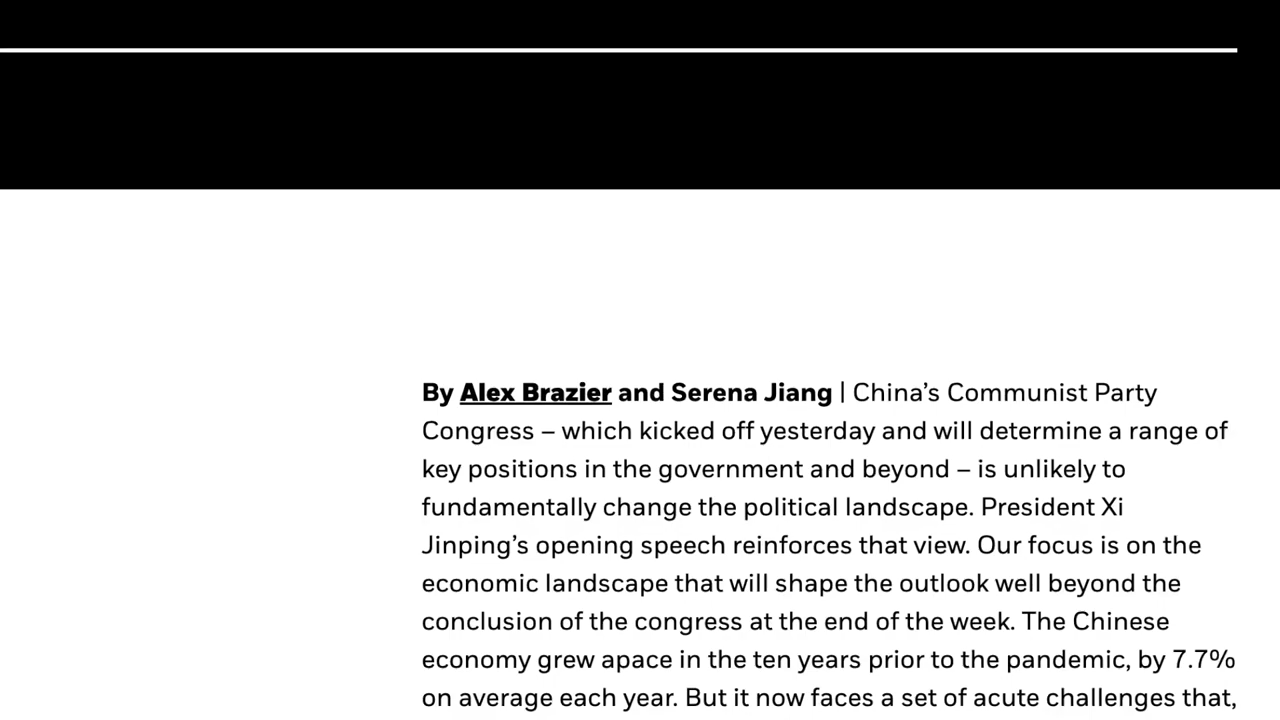 By Alex Brazier and Serena Jiang | China’s Communist Party
Congress – which kicked off yesterday and will determine a range of
key positions in the government and beyond – is unlikely to
fundamentally change the political landscape. President Xi
Jinping’s opening speech reinforces that view. Our focus is on the
economic landscape that will shape the outlook well beyond the
conclusion of the congress at the end of the week. The Chinese
economy grew apace in the ten years prior to the pandemic, by 7.7%
on average each year. But it now faces a set of acute challenges that,